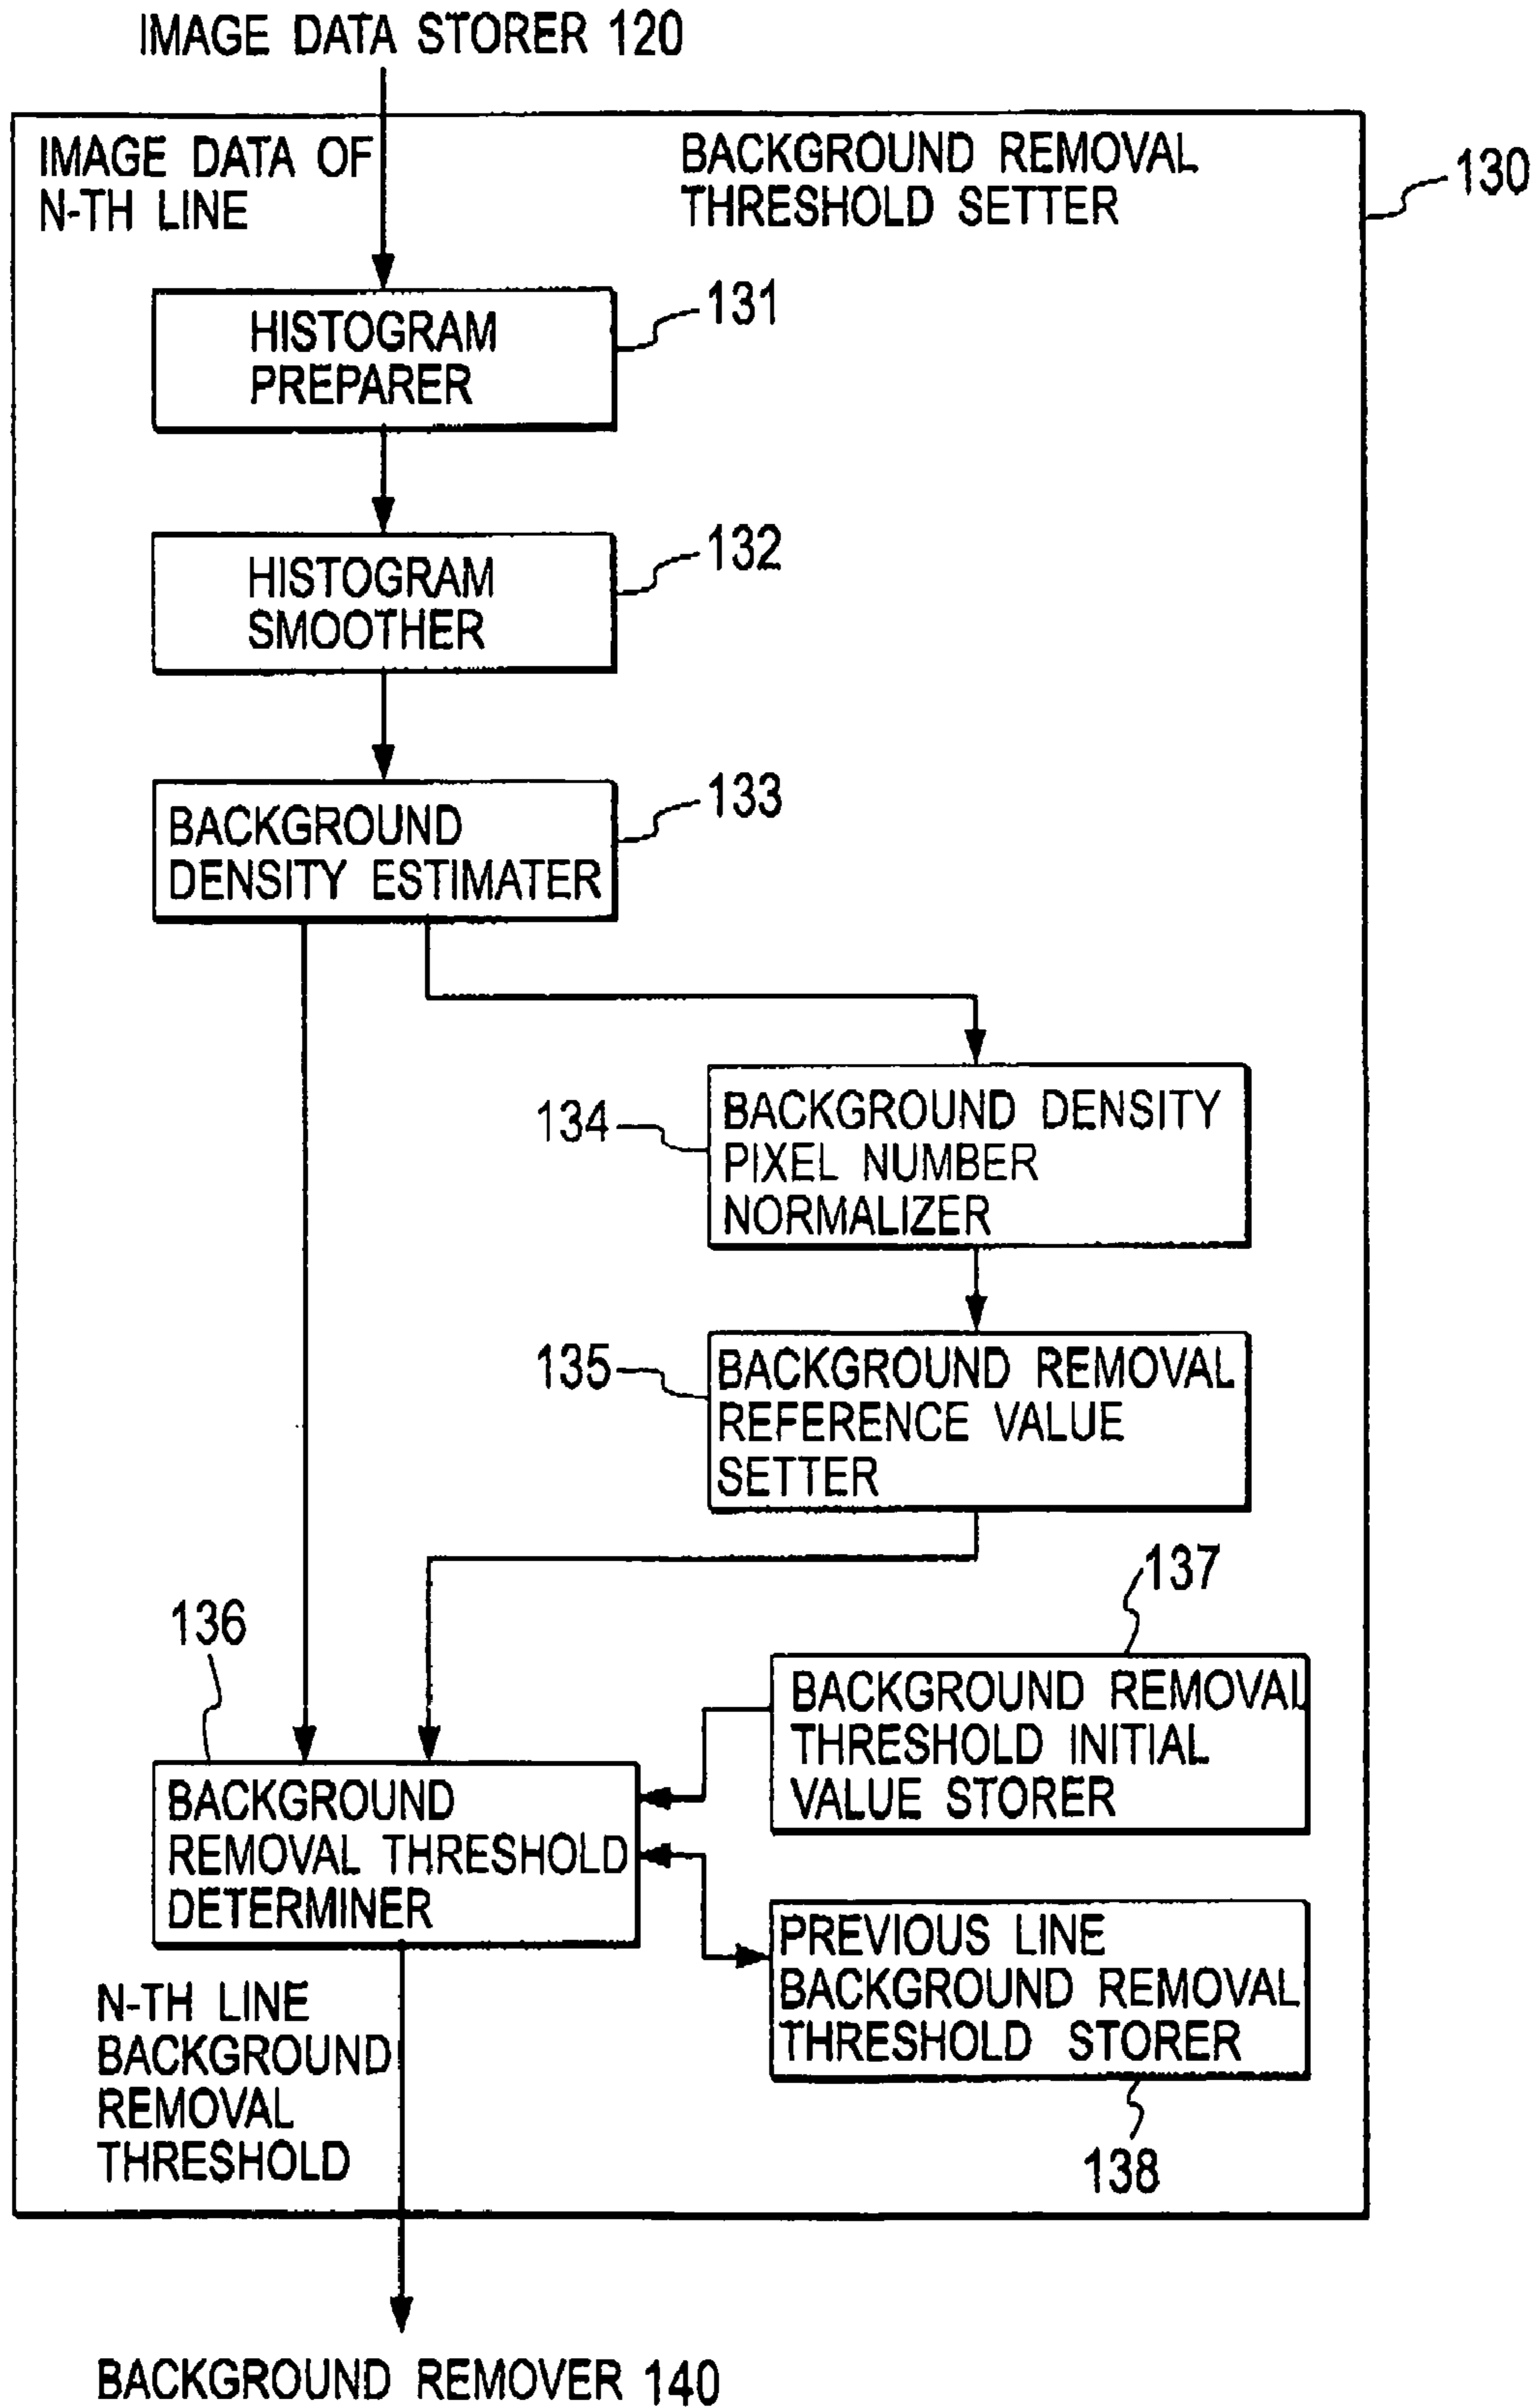 IMAGE DATA STORER 120
IMAGE DATA OF
N-TH LINE
BACKGROUND REMOVAL
THRESHOLD SETTER
130
HISTOGRAM
PREPARER
131
HISTOGRAM
SMOOTHER
132
BACKGROUND
DENSITY ESTIMATER
133
134
BACKGROUND DENSITY
PIXEL NUMBER
NORMALIZER
135
BACKGROUND REMOVAL
REFERENCE VALUE
SETTER
137
BACKGROUND REMOVAL
THRESHOLD INITIAL
VALUE STORER
136
BACKGROUND
REMOVAL THRESHOLD
DETERMINER
PREVIOUS LINE
BACKGROUND REMOVAL
THRESHOLD STORER
138
N-TH LINE
BACKGROUND
REMOVAL
THRESHOLD
BACKGROUND REMOVER 140